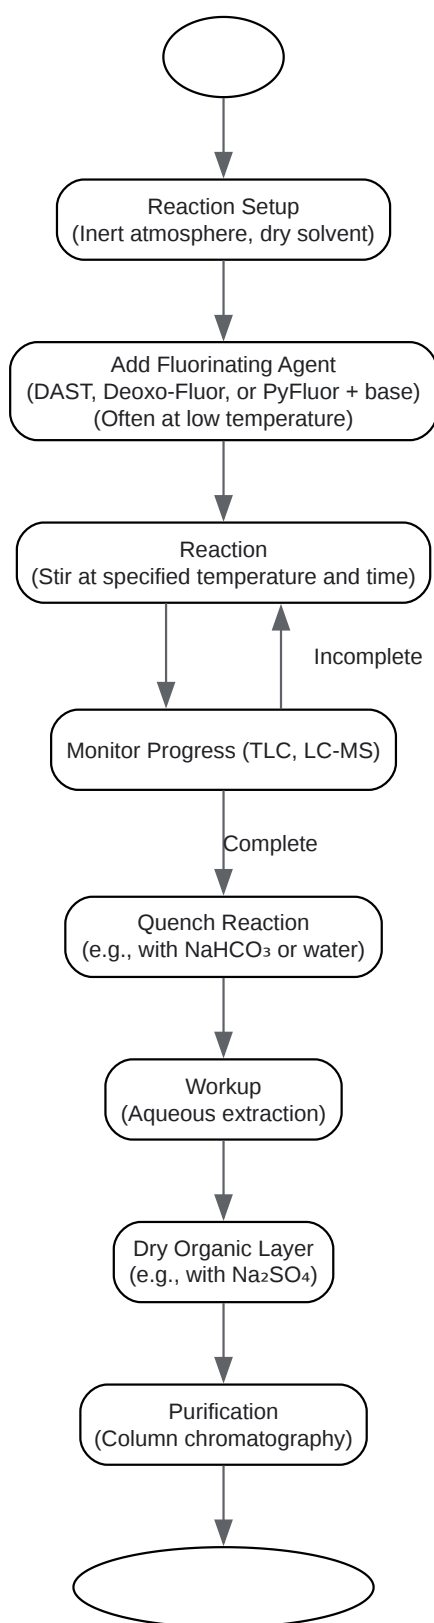 Reaction Setup
(Inert atmosphere, dry solvent)
Add Fluorinating Agent
(DAST, Deoxo-Fluor, or PyFluor + base)
(Often at low temperature)
Reaction
(Stir at specified temperature and time)
Incomplete
Monitor Progress (TLC, LC-MS)
Complete
Quench Reaction
(e.g., with NaHCO₃ or water)
Workup
(Aqueous extraction)
Dry Organic Layer
(e.g., with Na₂SO₄)
Purification
(Column chromatography)